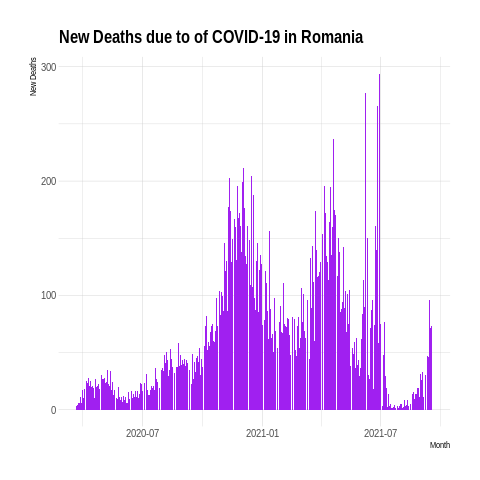 New Deaths due to of COVID-19 in Romania
New Deaths
300
200
100
0
2020-07
2021-01
2021-07
Month